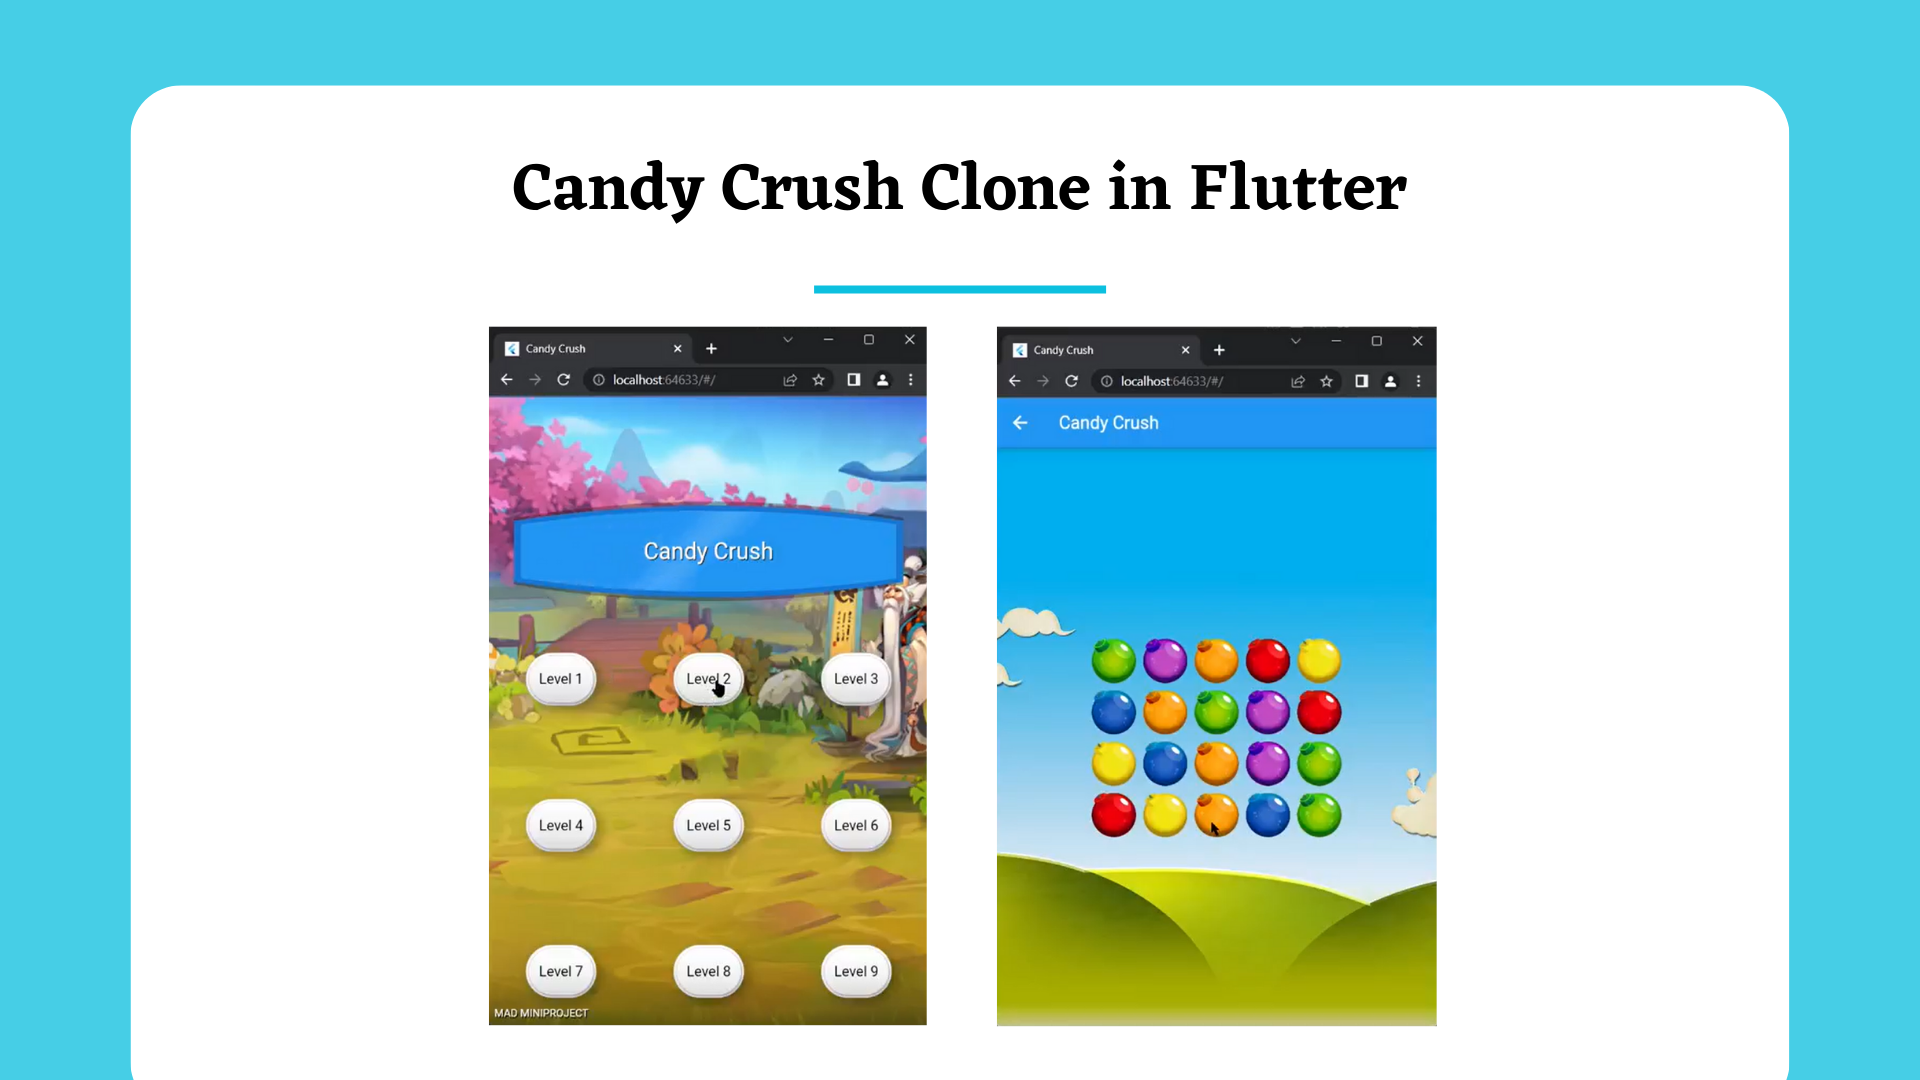 Candy Crush Clone in Flutter
Candy Crush
localhost:64633/#/
Candy Crush
Level 1
Level 2
Level 3
Level 4
Level 5
Level 6
Level 7
Level 8
Level 9
MAD MINIPROJECT
Candy Crush
localhost:64633/#/
Candy Crush